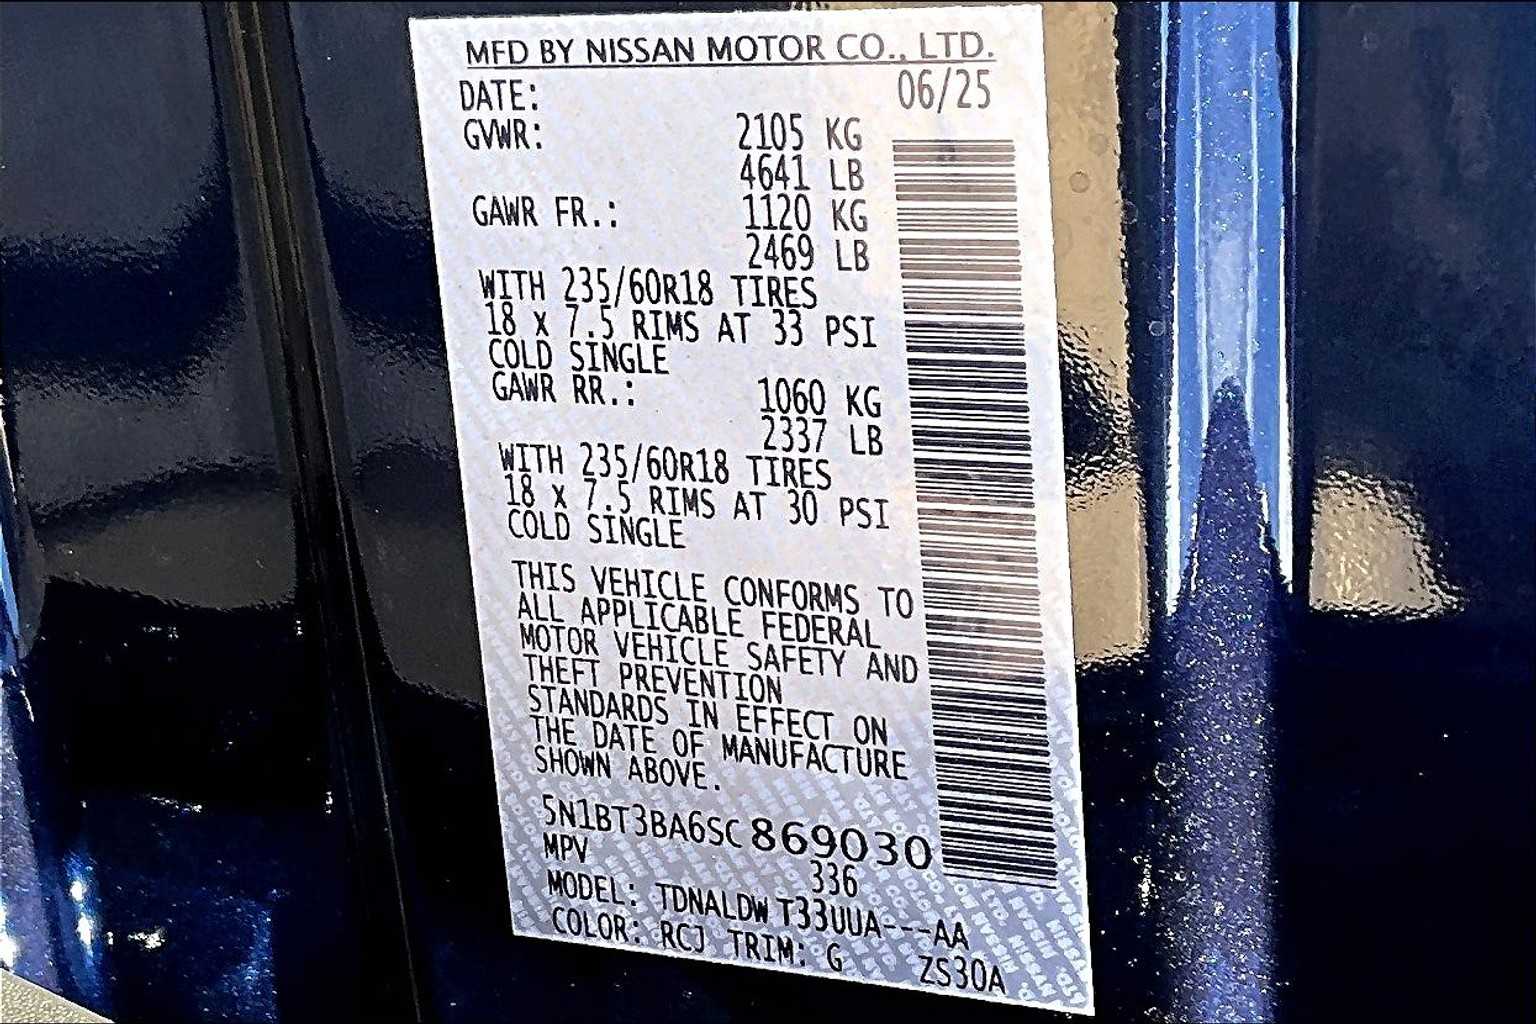 MFD BY NISSAN MOTOR CO., LTD.
DATE: 06/25
GVWR: 2105 KG
4641 LB
GAWR FR.: 1120 KG
2469 LB
WITH 235/60R18 TIRES
18 x 7.5 RIMS AT 33 PSI
COLD SINGLE
GAWR RR.: 1060 KG
2337 LB
WITH 235/60R18 TIRES
18 x 7.5 RIMS AT 30 PSI
COLD SINGLE
THIS VEHICLE CONFORMS TO
ALL APPLICABLE FEDERAL
MOTOR VEHICLE SAFETY AND
THEFT PREVENTION
STANDARDS IN EFFECT ON
THE DATE OF MANUFACTURE
SHOWN ABOVE.
5N1BT3BA6SC869030
MPV 336
MODEL: TDNALDW T33UUA---AA
COLOR: RCJ TRIM: G ZS30A